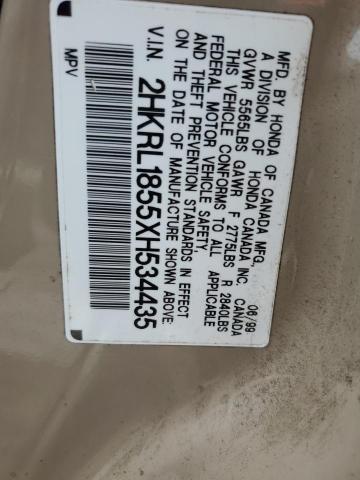 MFD. BY HONDA OF CANADA MFG.
A DIVISION OF HONDA CANADA INC. CANADA
GVWR 5565LBS GAWR F 2775LBS R 2840LBS
THIS VEHICLE CONFORMS TO ALL APPLICABLE
FEDERAL MOTOR VEHICLE SAFETY,
AND THEFT PREVENTION STANDARDS IN EFFECT
ON THE DATE OF MANUFACTURE SHOWN ABOVE:
06/99
V.I.N. 2HKRL1855XH534435
MPV